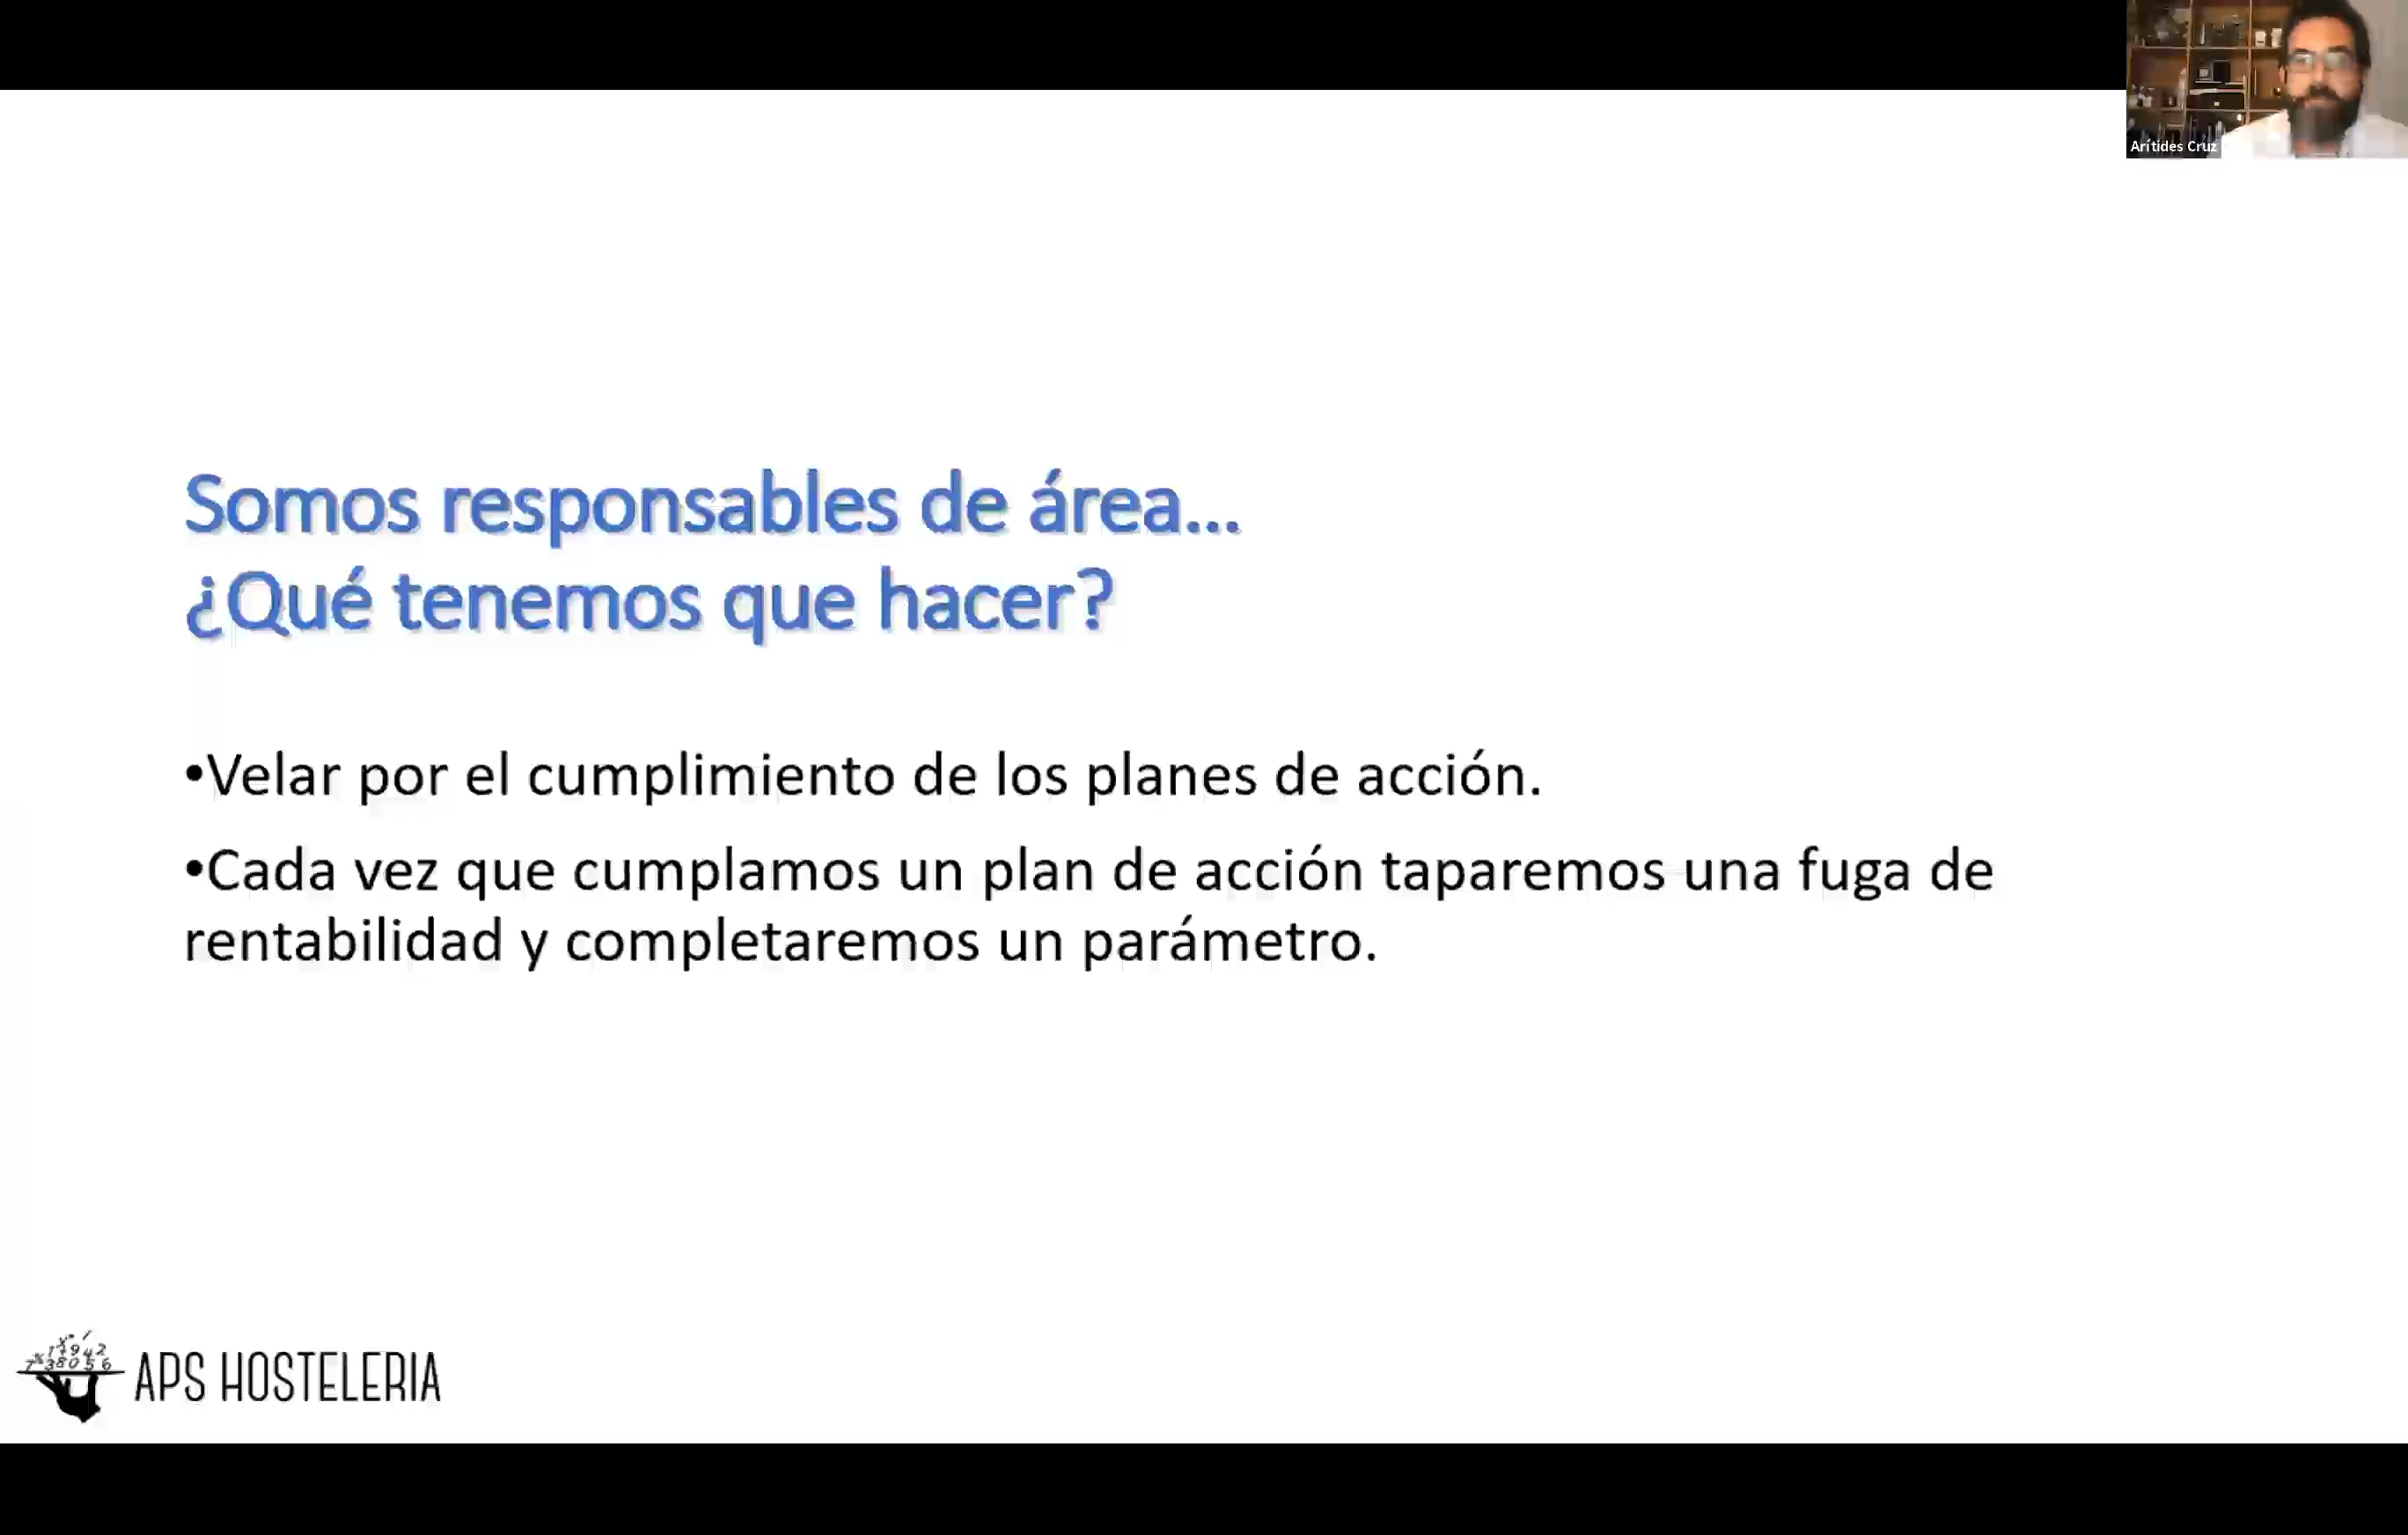 Arítides Cruz
Somos responsables de área...
¿Qué tenemos que hacer?
•Velar por el cumplimiento de los planes de acción.
•Cada vez que cumplamos un plan de acción taparemos una fuga de
rentabilidad y completaremos un parámetro.
APS HOSTELERIA